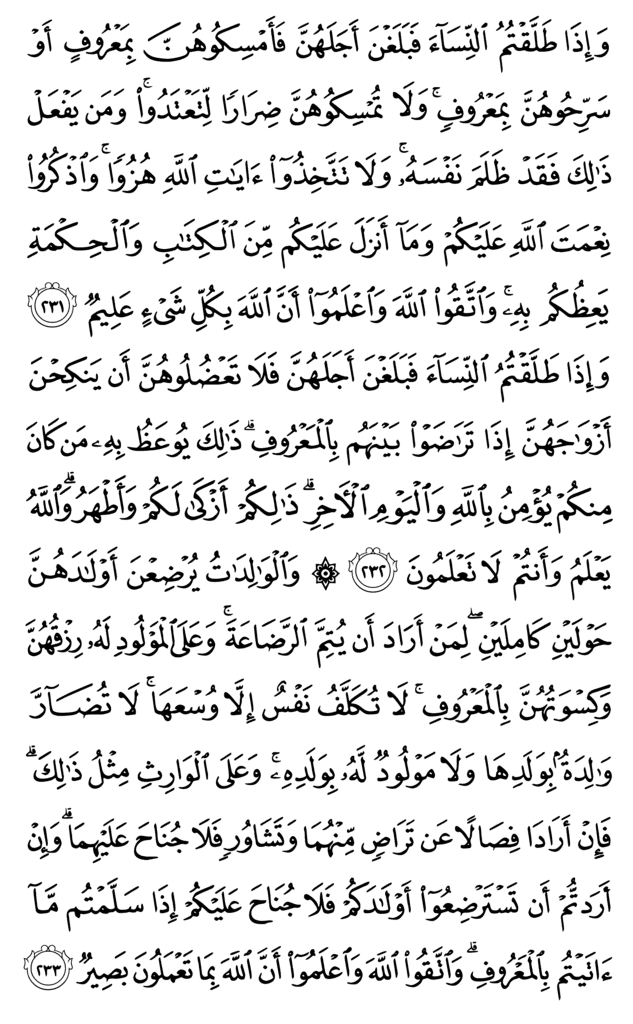 وَإِذَا طَلَّقۡتُمُ ٱلنِّسَآءَ فَبَلَغۡنَ أَجَلَهُنَّ فَأَمۡسِكُوهُنَّ بِمَعۡرُوفٍ أَوۡ
سَرِّحُوهُنَّ بِمَعۡرُوفٖۚ وَلَا تُمۡسِكُوهُنَّ ضِرَارٗا لِّتَعۡتَدُواْۚ وَمَن يَفۡعَلۡ
ذَٰلِكَ فَقَدۡ ظَلَمَ نَفۡسَهُۥۚ وَلَا تَتَّخِذُوٓاْ ءَايَٰتِ ٱللَّهِ هُزُوٗاۚ وَٱذۡكُرُواْ
نِعۡمَتَ ٱللَّهِ عَلَيۡكُمۡ وَمَآ أَنزَلَ عَلَيۡكُم مِّنَ ٱلۡكِتَٰبِ وَٱلۡحِكۡمَةِ
يَعِظُكُم بِهِۦۚ وَٱتَّقُواْ ٱللَّهَ وَٱعۡلَمُوٓاْ أَنَّ ٱللَّهَ بِكُلِّ شَيۡءٍ عَلِيمٞ ٢٣١
وَإِذَا طَلَّقۡتُمُ ٱلنِّسَآءَ فَبَلَغۡنَ أَجَلَهُنَّ فَلَا تَعۡضُلُوهُنَّ أَن يَنكِحۡنَ
أَزۡوَٰجَهُنَّ إِذَا تَرَٰضَوۡاْ بَيۡنَهُم بِٱلۡمَعۡرُوفِۗ ذَٰلِكَ يُوعَظُ بِهِۦ مَن كَانَ
مِنكُمۡ يُؤۡمِنُ بِٱللَّهِ وَٱلۡيَوۡمِ ٱلۡأٓخِرِۗ ذَٰلِكُمۡ أَزۡكَىٰ لَكُمۡ وَأَطۡهَرُۚ وَٱللَّهُ
يَعۡلَمُ وَأَنتُمۡ لَا تَعۡلَمُونَ ٢٣٢ ۞ وَٱلۡوَٰلِدَٰتُ يُرۡضِعۡنَ أَوۡلَٰدَهُنَّ
حَوۡلَيۡنِ كَامِلَيۡنِۖ لِمَنۡ أَرَادَ أَن يُتِمَّ ٱلرَّضَاعَةَۚ وَعَلَى ٱلۡمَوۡلُودِ لَهُۥ رِزۡقُهُنَّ
وَكِسۡوَتُهُنَّ بِٱلۡمَعۡرُوفِۚ لَا تُكَلَّفُ نَفۡسٌ إِلَّا وُسۡعَهَاۚ لَا تُضَآرَّ
وَٰلِدَةُۢ بِوَلَدِهَا وَلَا مَوۡلُودٞ لَّهُۥ بِوَلَدِهِۦۚ وَعَلَى ٱلۡوَارِثِ مِثۡلُ ذَٰلِكَۗ
فَإِنۡ أَرَادَا فِصَالًا عَن تَرَاضٖ مِّنۡهُمَا وَتَشَاوُرٖ فَلَا جُنَاحَ عَلَيۡهِمَاۗ وَإِنۡ
أَرَدتُّمۡ أَن تَسۡتَرۡضِعُوٓاْ أَوۡلَٰدَكُمۡ فَلَا جُنَاحَ عَلَيۡكُمۡ إِذَا سَلَّمۡتُم مَّآ
ءَاتَيۡتُم بِٱلۡمَعۡرُوفِۗ وَٱتَّقُواْ ٱللَّهَ وَٱعۡلَمُوٓاْ أَنَّ ٱللَّهَ بِمَا تَعۡمَلُونَ بَصِيرٞ ٢٣٣